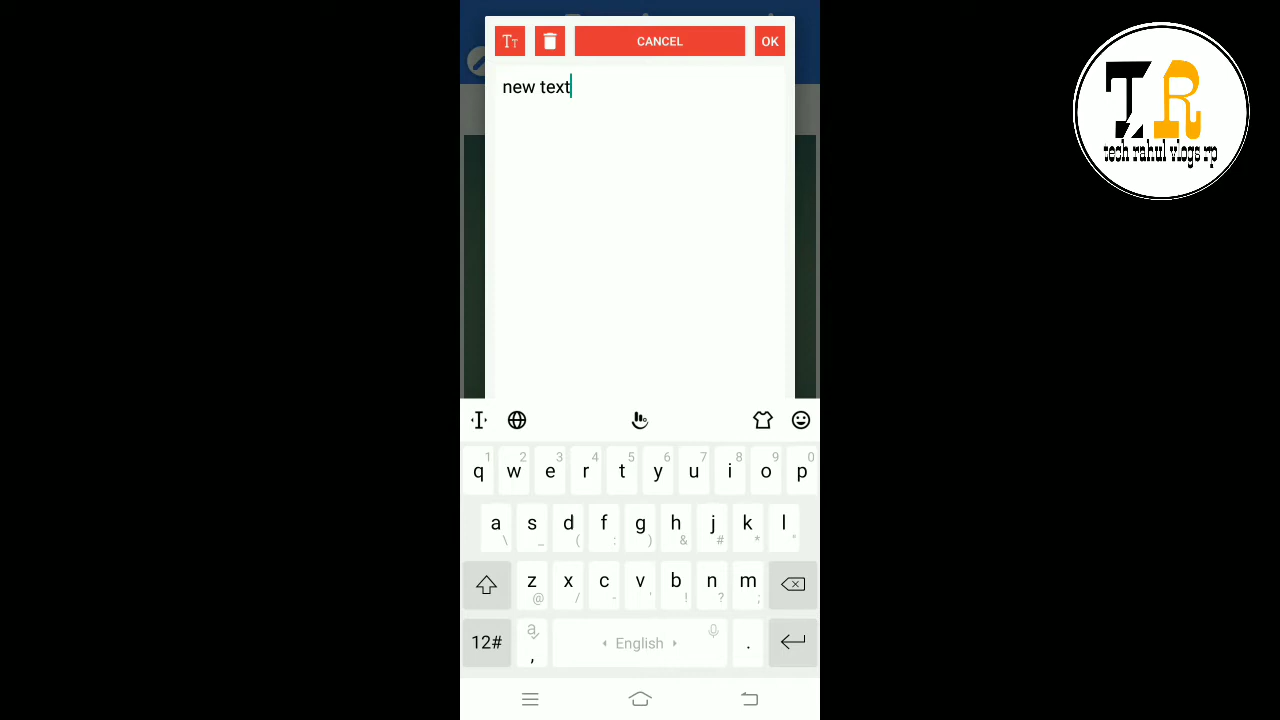 Tт CANCEL OK
new text
T R
tech rahul vlogs rp
1 2 3 4 5 6 7 8 9 0
q w e r t y u i o p
a s d f g h j k l
\ _ ( : ) & # * °
z x c v b n m
@ / - ' ! ? ;
12# a , English .